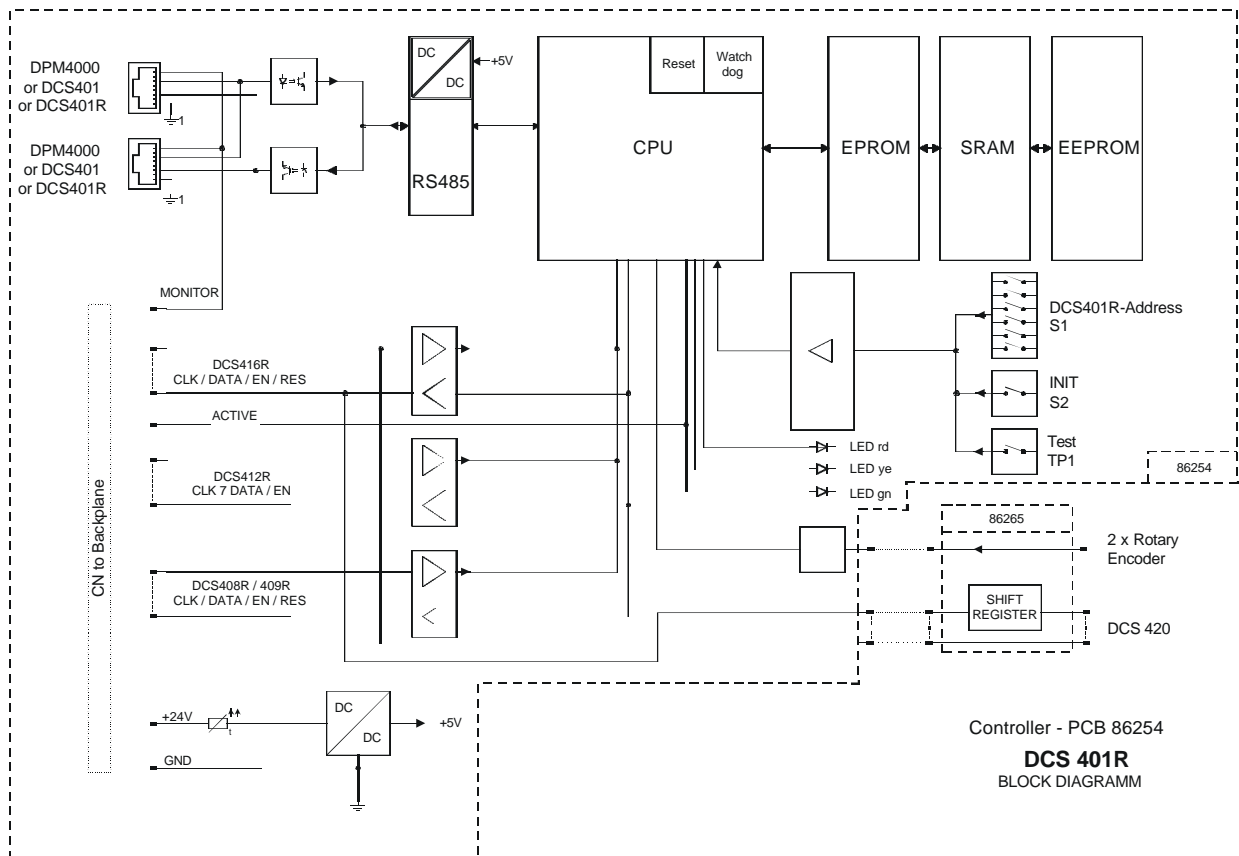 DPM4000
or DCS401
or DCS401R
1
DPM4000
or DCS401
or DCS401R
1
DC
DC
+5V
RS485
CPU
Reset
Watch
dog
EPROM
SRAM
EEPROM
MONITOR
DCS416R
CLK / DATA / EN / RES
ACTIVE
DCS412R
CLK 7 DATA / EN
DCS408R / 409R
CLK / DATA / EN / RES
CN to Backplane
+24V
t
GND
DC
DC
+5V
DCS401R-Address
S1
INIT
S2
Test
TP1
LED rd
LED ye
LED gn
86254
86265
2 x Rotary
Encoder
SHIFT
REGISTER
DCS 420
Controller - PCB 86254
DCS 401R
BLOCK DIAGRAMM